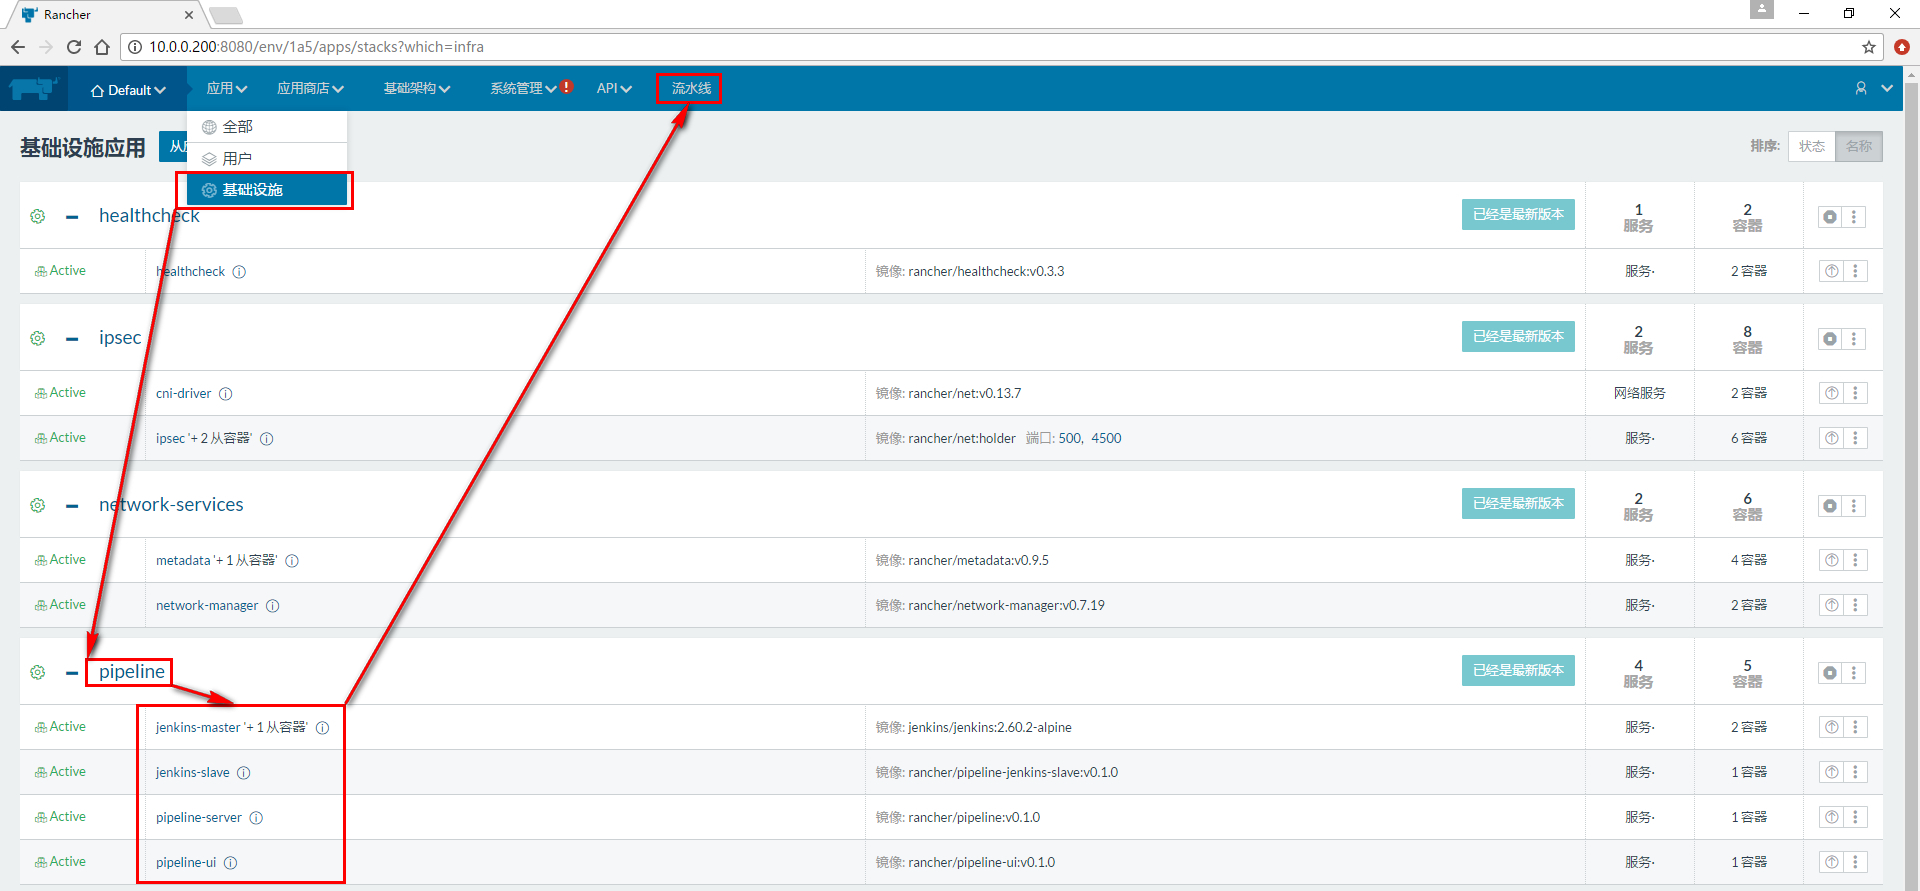 Rancher
10.0.0.200:8080/env/1a5/apps/stacks?which=infra
Default 应用 应用商店 基础架构 系统管理 ! API 流水线
全部
用户
基础设施
基础设施应用 从
排序: 状态 名称
healthcheck 已经是最新版本 1 服务 2 容器
Active healthcheck 镜像: rancher/healthcheck:v0.3.3 服务· 2 容器
ipsec 已经是最新版本 2 服务 8 容器
Active cni-driver 镜像: rancher/net:v0.13.7 网络服务 2 容器
Active ipsec '+ 2 从容器' 镜像: rancher/net:holder 端口: 500, 4500 服务· 6 容器
network-services 已经是最新版本 2 服务 6 容器
Active metadata '+ 1 从容器' 镜像: rancher/metadata:v0.9.5 服务· 4 容器
Active network-manager 镜像: rancher/network-manager:v0.7.19 服务· 2 容器
pipeline 已经是最新版本 4 服务 5 容器
Active jenkins-master '+ 1 从容器' 镜像: jenkins/jenkins:2.60.2-alpine 服务· 2 容器
Active jenkins-slave 镜像: rancher/pipeline-jenkins-slave:v0.1.0 服务· 1 容器
Active pipeline-server 镜像: rancher/pipeline:v0.1.0 服务· 1 容器
Active pipeline-ui 镜像: rancher/pipeline-ui:v0.1.0 服务· 1 容器